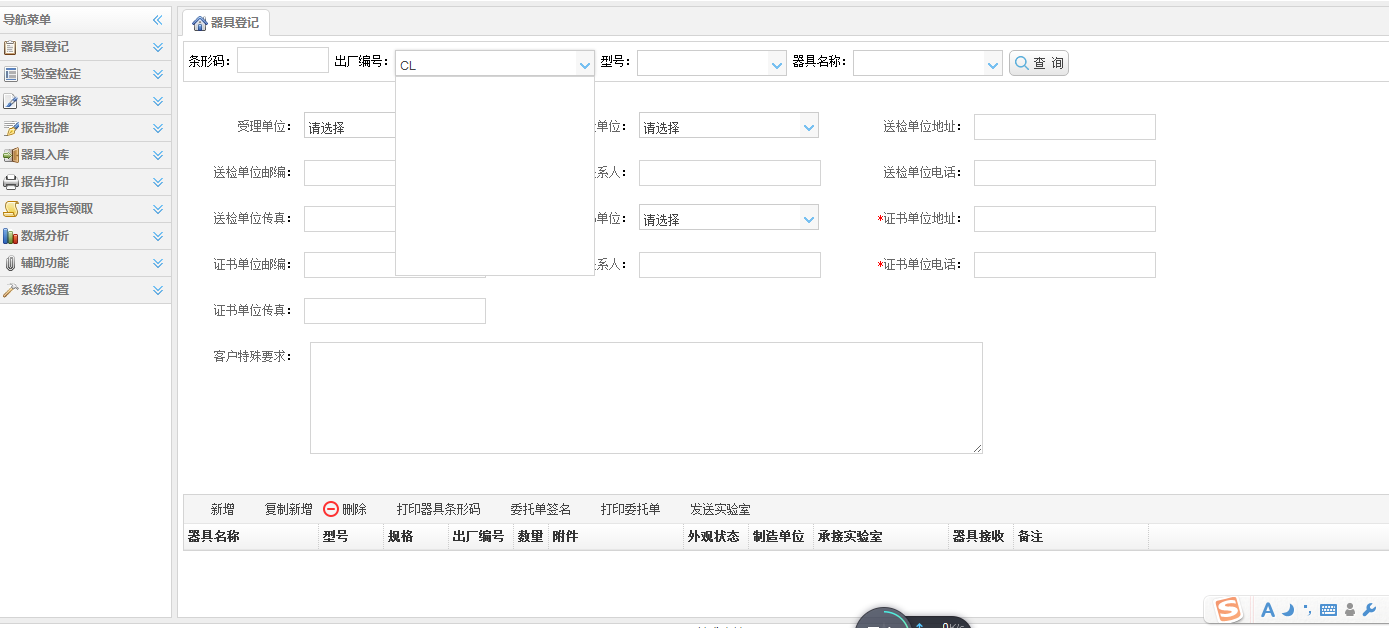 导航菜单
器具登记
实验室检定
实验室审核
报告批准
器具入库
报告打印
器具报告领取
数据分析
辅助功能
系统设置
器具登记
条形码： 出厂编号： CL 型号： 器具名称： 查 询
受理单位： 请选择 单位： 请选择 送检单位地址：
送检单位邮编： 系人： 送检单位电话：
送检单位传真： 单位： 请选择 *证书单位地址：
证书单位邮编： 系人： *证书单位电话：
证书单位传真：
客户特殊要求：
新增 复制新增 删除 打印器具条形码 委托单签名 打印委托单 发送实验室
器具名称 型号 规格 出厂编号 数量 附件 外观状态 制造单位 承接实验室 器具接收 备注
S A
0K/s